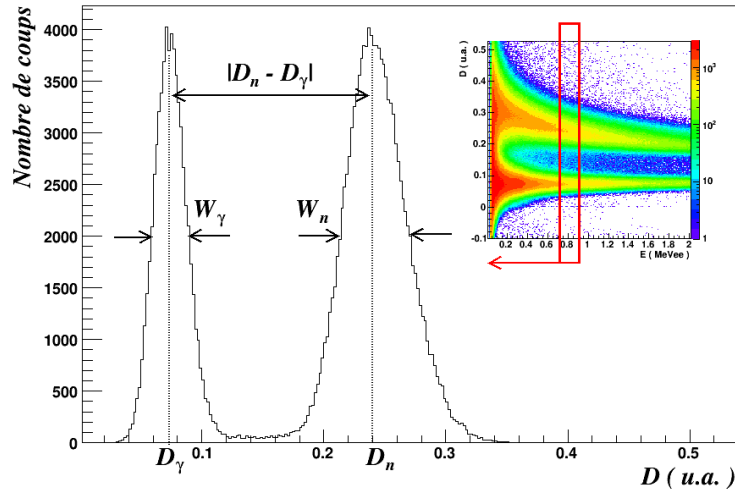 Nombre de coups
4000
3500
3000
2500
2000
1500
1000
500
0
|Dₙ - Dᵧ|
Wᵧ
Wₙ
0.1
0.2
0.3
0.4
0.5
Dᵧ
Dₙ
D ( u.a. )
D ( u.a.)
0.5
0.4
0.3
0.2
0.1
0
-0.1
0.2 0.4 0.6 0.8 1 1.2 1.4 1.6 1.8 2
E ( MeVee )
10³
10²
10
1